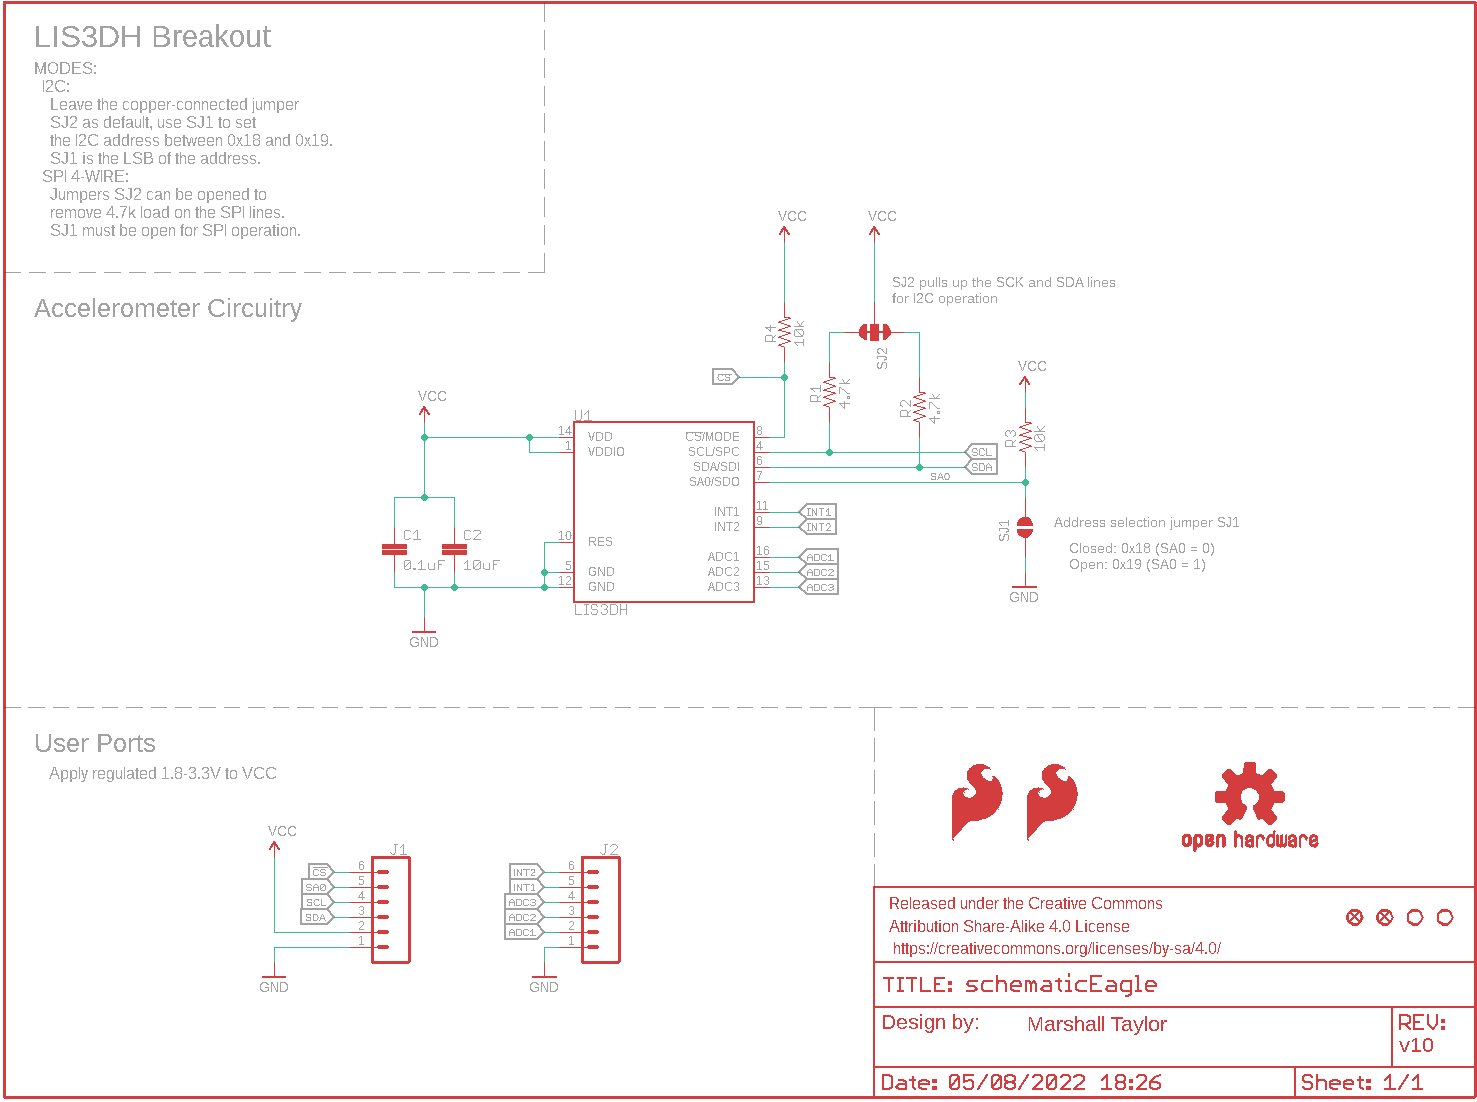 LIS3DH Breakout
MODES:
I2C:
Leave the copper-connected jumper
SJ2 as default, use SJ1 to set
the I2C address between 0x18 and 0x19.
SJ1 is the LSB of the address.
SPI 4-WIRE:
Jumpers SJ2 can be opened to
remove 4.7k load on the SPI lines.
SJ1 must be open for SPI operation.
Accelerometer Circuitry
VCC
VCC
SJ2 pulls up the SCK and SDA lines
for I2C operation
R4
10k
SJ2
CS
R1
4.7k
R2
4.7k
VCC
R3
10k
VCC
U1
14
VDD
CS/MODE
8
1
VDDIO
SCL/SPC
4
SCL
SDA/SDI
6
SDA
SA0/SDO
7
SA0
INT1
11
INT1
INT2
9
INT2
10
RES
ADC1
16
ADC1
5
GND
ADC2
15
ADC2
12
GND
ADC3
13
ADC3
LIS3DH
C1
0.1uF
C2
10uF
GND
SJ1
Address selection jumper SJ1
Closed: 0x18 (SA0 = 0)
Open: 0x19 (SA0 = 1)
GND
User Ports
Apply regulated 1.8-3.3V to VCC
VCC
J1
CS
6
SA0
5
SCL
4
SDA
3
2
1
GND
J2
INT2
6
INT1
5
ADC3
4
ADC2
3
ADC1
2
1
GND
open hardware
Released under the Creative Commons
Attribution Share-Alike 4.0 License
https://creativecommons.org/licenses/by-sa/4.0/
TITLE: schematicEagle
Design by: Marshall Taylor
REV:
v10
Date: 05/08/2022 18:26
Sheet: 1/1